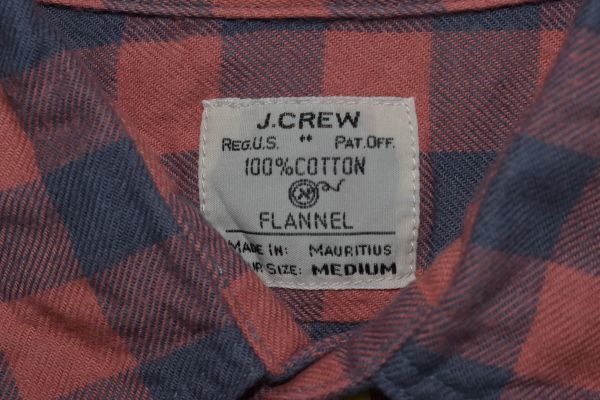 J.CREW
REG.U.S. ** PAT.OFF.
100%COTTON
FLANNEL
MADE IN: MAURITIUS
SIZE: MEDIUM